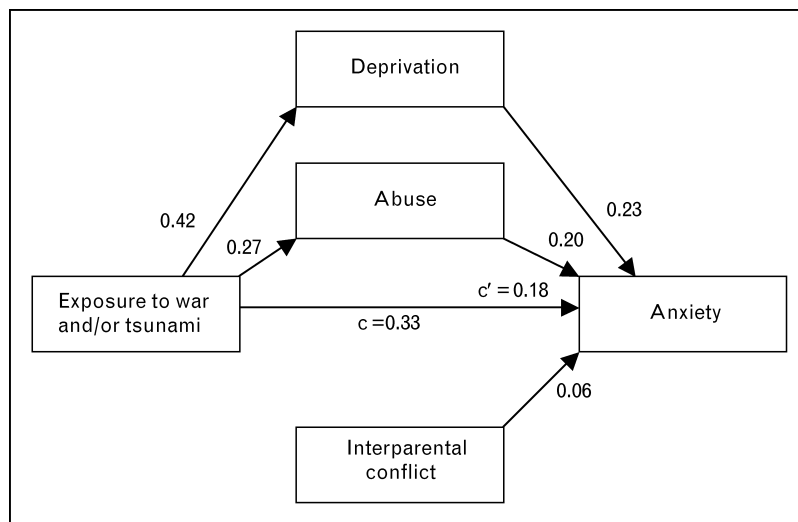 Deprivation
0.42
0.23
Abuse
0.27
0.20
Exposure to war
and/or tsunami
c′ = 0.18
c =0.33
Anxiety
0.06
Interparental
conflict